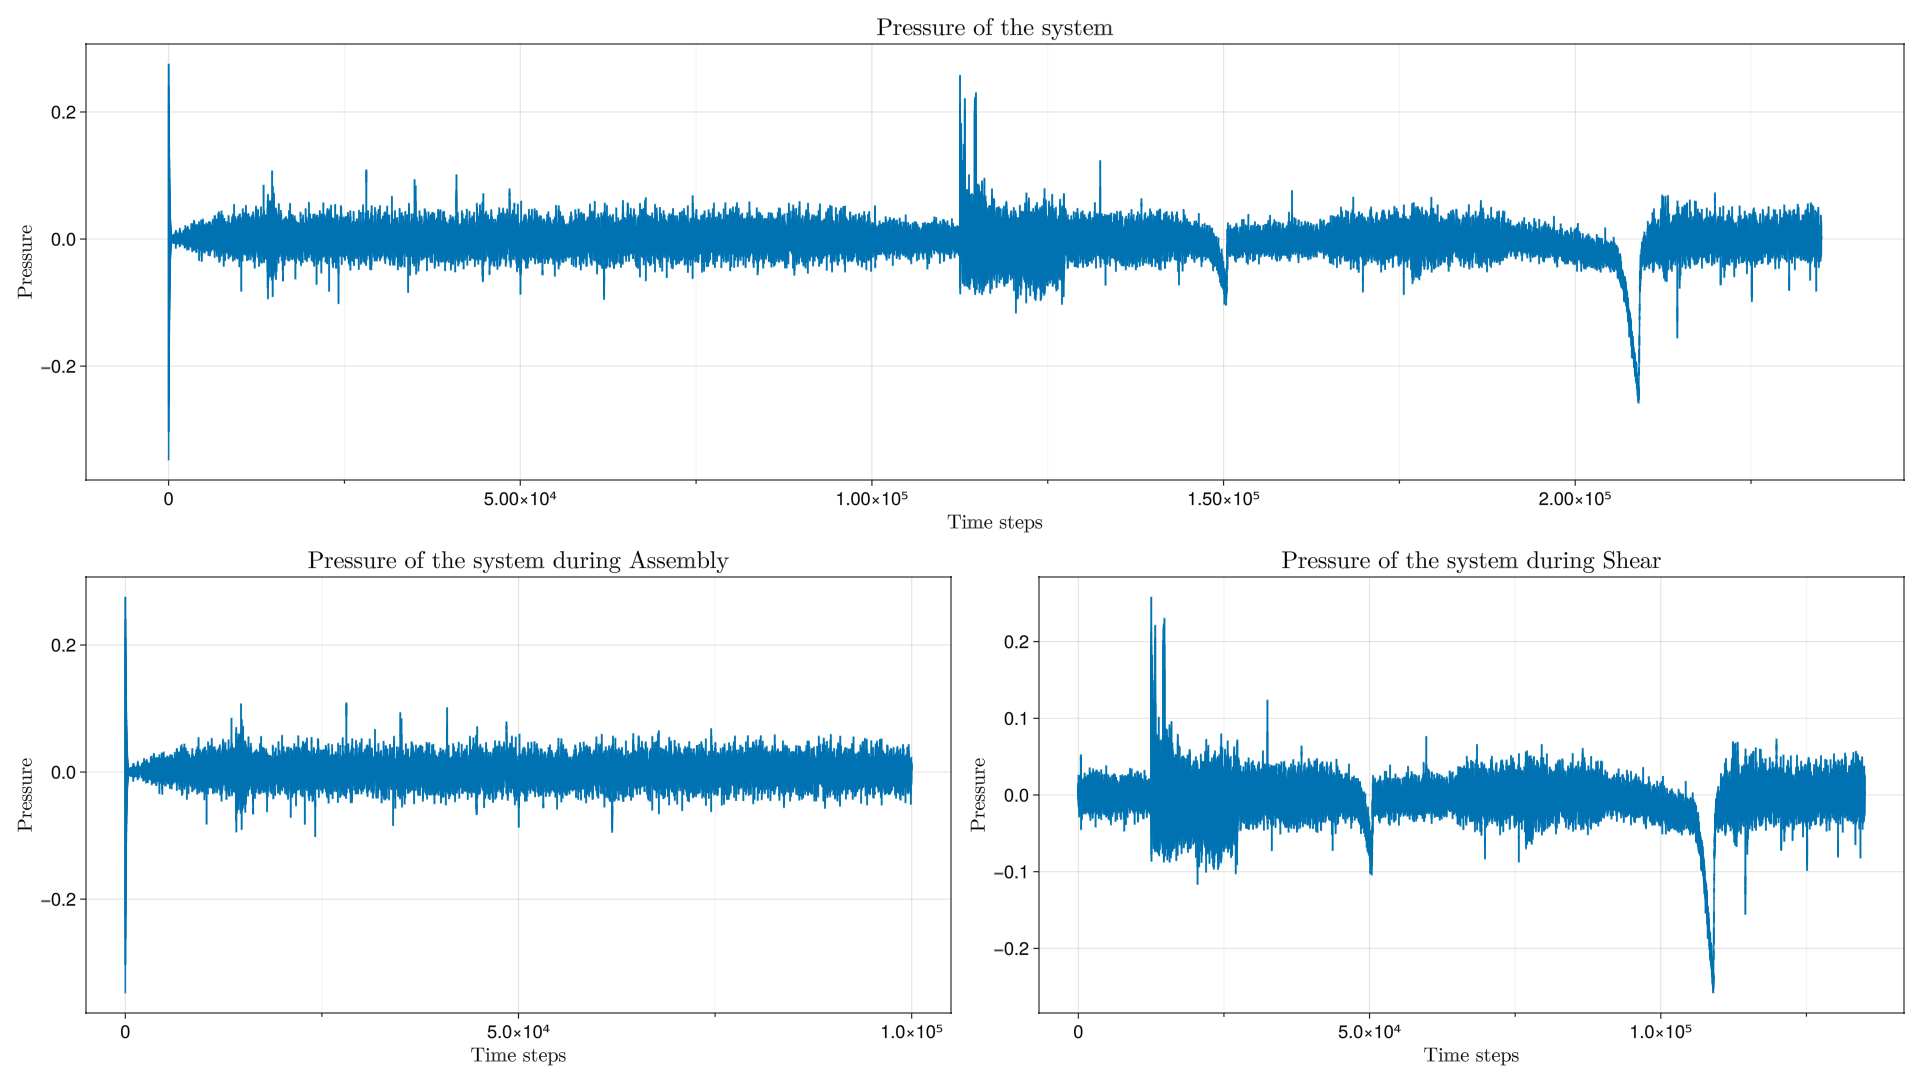 Pressure of the system
Pressure
0.2
0.0
−0.2
0
5.00×10⁴
1.00×10⁵
1.50×10⁵
2.00×10⁵
Time steps
Pressure of the system during Assembly
Pressure
0.2
0.0
−0.2
0
5.0×10⁴
1.0×10⁵
Time steps
Pressure of the system during Shear
Pressure
0.2
0.1
0.0
−0.1
−0.2
0
5.0×10⁴
1.0×10⁵
Time steps